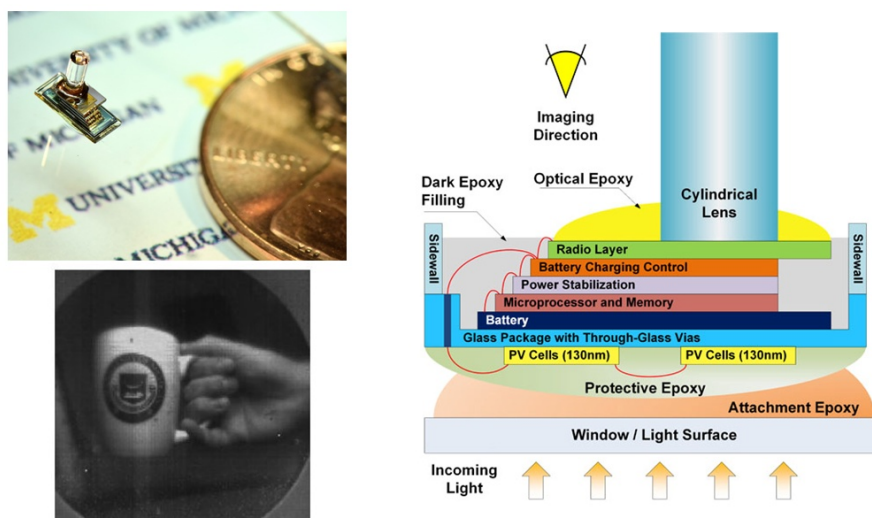 UNIVERSITY OF MI
OF MICHIGAN
UNIVERSITY
M
MICHIGAN
LIBERTY
Imaging
Direction
Dark Epoxy
Filling
Optical Epoxy
Cylindrical
Lens
Sidewall
Sidewall
Radio Layer
Battery Charging Control
Power Stabilization
Microprocessor and Memory
Battery
Glass Package with Through-Glass Vias
PV Cells (130nm)
PV Cells (130nm)
Protective Epoxy
Attachment Epoxy
Window / Light Surface
Incoming
Light